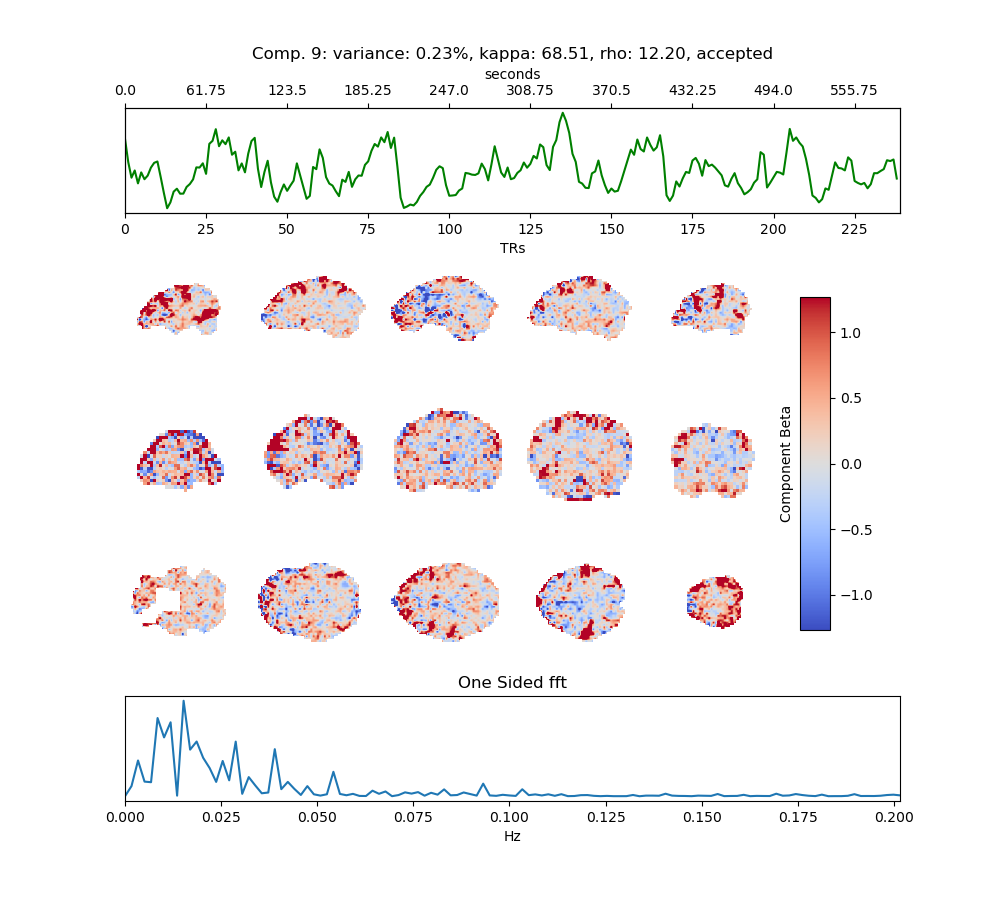 Comp. 9: variance: 0.23%, kappa: 68.51, rho: 12.20, accepted
seconds
0.0 61.75 123.5 185.25 247.0 308.75 370.5 432.25 494.0 555.75
0 25 50 75 100 125 150 175 200 225
TRs
1.0
0.5
0.0
−0.5
−1.0
Component Beta
One Sided fft
0.000 0.025 0.050 0.075 0.100 0.125 0.150 0.175 0.200
Hz